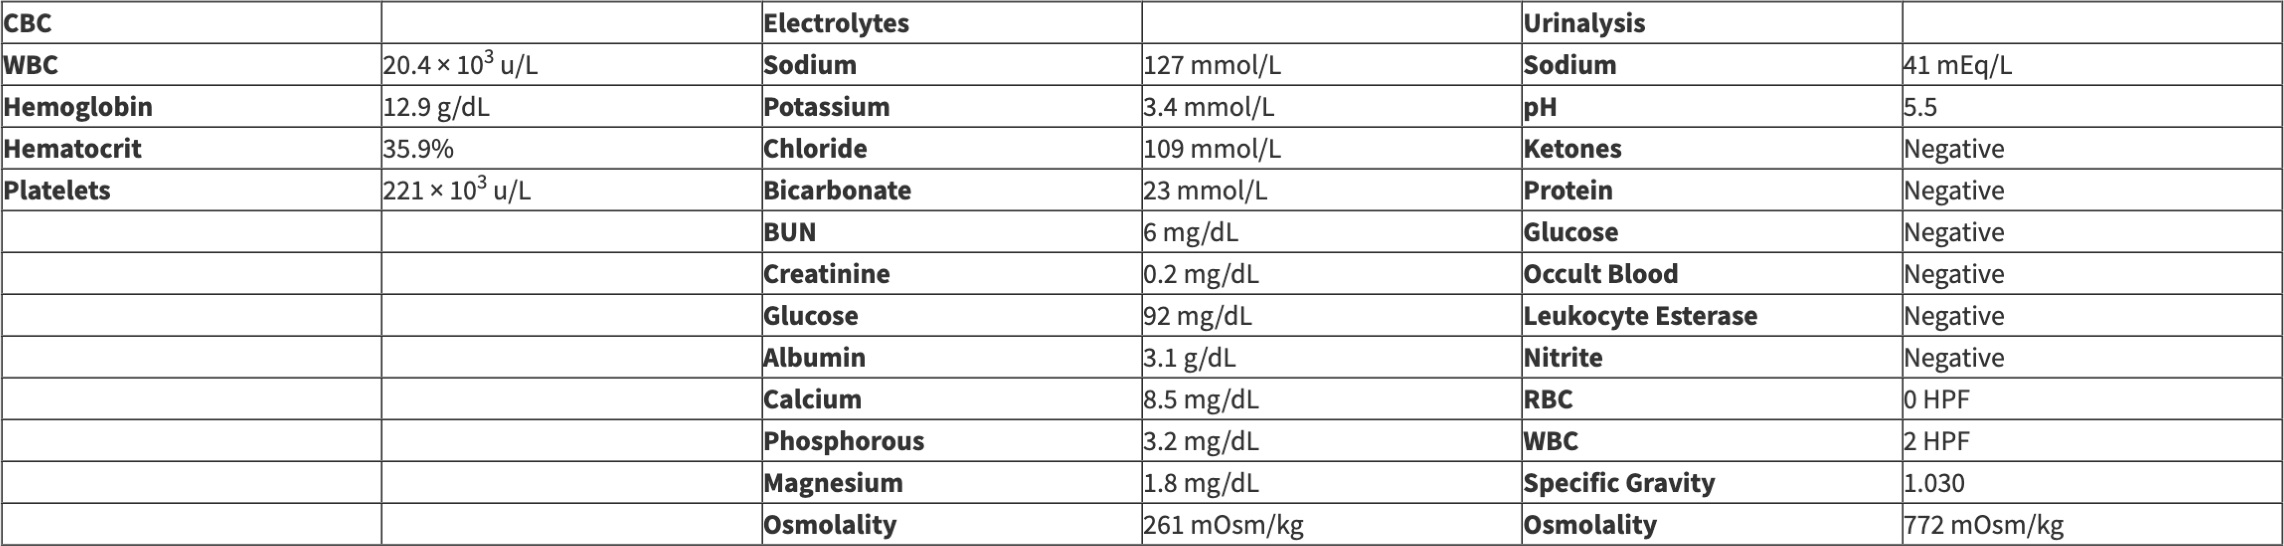 CBC Electrolytes Urinalysis
WBC 20.4 × 10³ u/L Sodium 127 mmol/L Sodium 41 mEq/L
Hemoglobin 12.9 g/dL Potassium 3.4 mmol/L pH 5.5
Hematocrit 35.9% Chloride 109 mmol/L Ketones Negative
Platelets 221 × 10³ u/L Bicarbonate 23 mmol/L Protein Negative
BUN 6 mg/dL Glucose Negative
Creatinine 0.2 mg/dL Occult Blood Negative
Glucose 92 mg/dL Leukocyte Esterase Negative
Albumin 3.1 g/dL Nitrite Negative
Calcium 8.5 mg/dL RBC 0 HPF
Phosphorous 3.2 mg/dL WBC 2 HPF
Magnesium 1.8 mg/dL Specific Gravity 1.030
Osmolality 261 mOsm/kg Osmolality 772 mOsm/kg